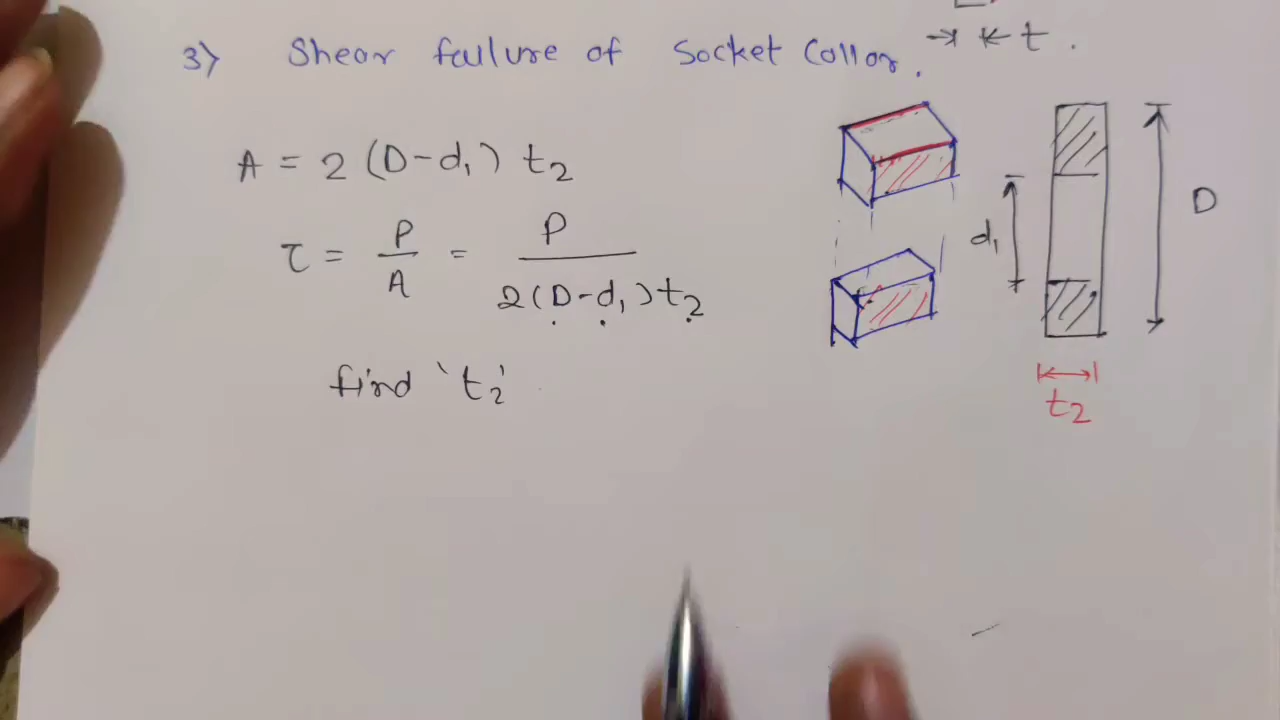 3) Shear failure of Socket Collar.
→ ← t .
A = 2 (D-d₁) t₂
τ = P/A = P/2(D-d₁)t₂
find 't₂'
d₁
D
t₂